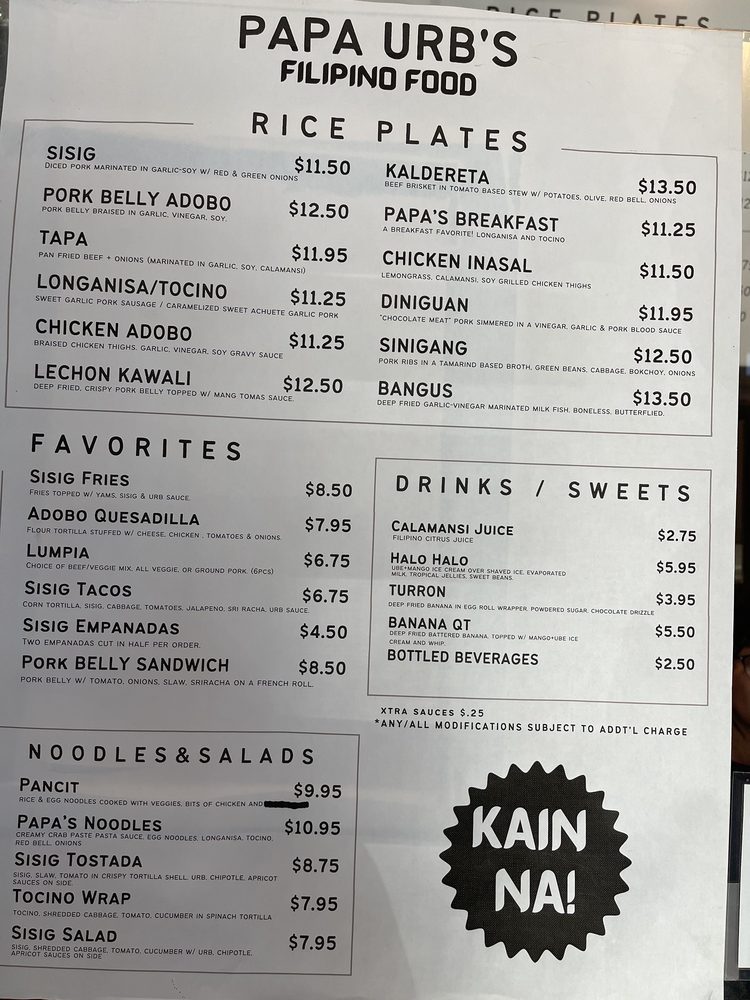 RICE PLATES
PAPA URB'S
FILIPINO FOOD
RICE PLATES
SISIG $11.50
DICED PORK MARINATED IN GARLIC-SOY W/ RED & GREEN ONIONS
PORK BELLY ADOBO $12.50
PORK BELLY BRAISED IN GARLIC, VINEGAR, SOY.
TAPA $11.95
PAN FRIED BEEF + ONIONS (MARINATED IN GARLIC, SOY, CALAMANSI)
LONGANISA/TOCINO $11.25
SWEET GARLIC PORK SAUSAGE / CARAMELIZED SWEET ACHUETE GARLIC PORK
CHICKEN ADOBO $11.25
BRAISED CHICKEN THIGHS, GARLIC, VINEGAR, SOY GRAVY SAUCE
LECHON KAWALI $12.50
DEEP FRIED, CRISPY PORK BELLY TOPPED W/ MANG TOMAS SAUCE.
KALDERETA $13.50
BEEF BRISKET IN TOMATO BASED STEW W/ POTATOES, OLIVE, RED BELL, ONIONS
PAPA'S BREAKFAST $11.25
A BREAKFAST FAVORITE! LONGANISA AND TOCINO
CHICKEN INASAL $11.50
LEMONGRASS, CALAMANSI, SOY GRILLED CHICKEN THIGHS
DINIGUAN $11.95
"CHOCOLATE MEAT" PORK SIMMERED IN A VINEGAR, GARLIC & PORK BLOOD SAUCE
SINIGANG $12.50
PORK RIBS IN A TAMARIND BASED BROTH, GREEN BEANS, CABBAGE, BOKCHOY, ONIONS
BANGUS $13.50
DEEP FRIED GARLIC-VINEGAR MARINATED MILK FISH, BONELESS, BUTTERFLIED.
FAVORITES
SISIG FRIES $8.50
FRIES TOPPED W/ YAMS, SISIG & URB SAUCE.
ADOBO QUESADILLA $7.95
FLOUR TORTILLA STUFFED W/ CHEESE, CHICKEN , TOMATOES & ONIONS.
LUMPIA $6.75
CHOICE OF BEEF/VEGGIE MIX, ALL VEGGIE, OR GROUND PORK. (6PCS)
SISIG TACOS $6.75
CORN TORTILLA, SISIG, CABBAGE, TOMATOES, JALAPENO, SRI RACHA, URB SAUCE.
SISIG EMPANADAS $4.50
TWO EMPANADAS CUT IN HALF PER ORDER.
PORK BELLY SANDWICH $8.50
PORK BELLY W/ TOMATO, ONIONS, SLAW, SRIRACHA ON A FRENCH ROLL.
DRINKS / SWEETS
CALAMANSI JUICE $2.75
FILIPINO CITRUS JUICE
HALO HALO $5.95
UBE+MANGO ICE CREAM OVER SHAVED ICE, EVAPORATED
MILK, TROPICAL JELLIES, SWEET BEANS.
TURRON $3.95
DEEP FRIED BANANA IN EGG ROLL WRAPPER, POWDERED SUGAR, CHOCOLATE DRIZZLE
BANANA QT $5.50
DEEP FRIED BATTERED BANANA, TOPPED W/ MANGO+UBE ICE
CREAM AND WHIP.
BOTTLED BEVERAGES $2.50
XTRA SAUCES $.25
*ANY/ALL MODIFICATIONS SUBJECT TO ADDT'L CHARGE
NOODLES&SALADS
PANCIT $9.95
RICE & EGG NOODLES COOKED WITH VEGGIES, BITS OF CHICKEN AND
PAPA'S NOODLES $10.95
CREAMY CRAB PASTE PASTA SAUCE, EGG NOODLES, LONGANISA, TOCINO,
RED BELL, ONIONS
SISIG TOSTADA $8.75
SISIG, SLAW, TOMATO IN CRISPY TORTILLA SHELL, URB, CHIPOTLE, APRICOT
SAUCES ON SIDE.
TOCINO WRAP $7.95
TOCINO, SHREDDED CABBAGE, TOMATO, CUCUMBER IN SPINACH TORTILLA
SISIG SALAD $7.95
SISIG, SHREDDED CABBAGE, TOMATO, CUCUMBER W/ URB, CHIPOTLE,
APRICOT SAUCES ON SIDE
KAIN
NA!